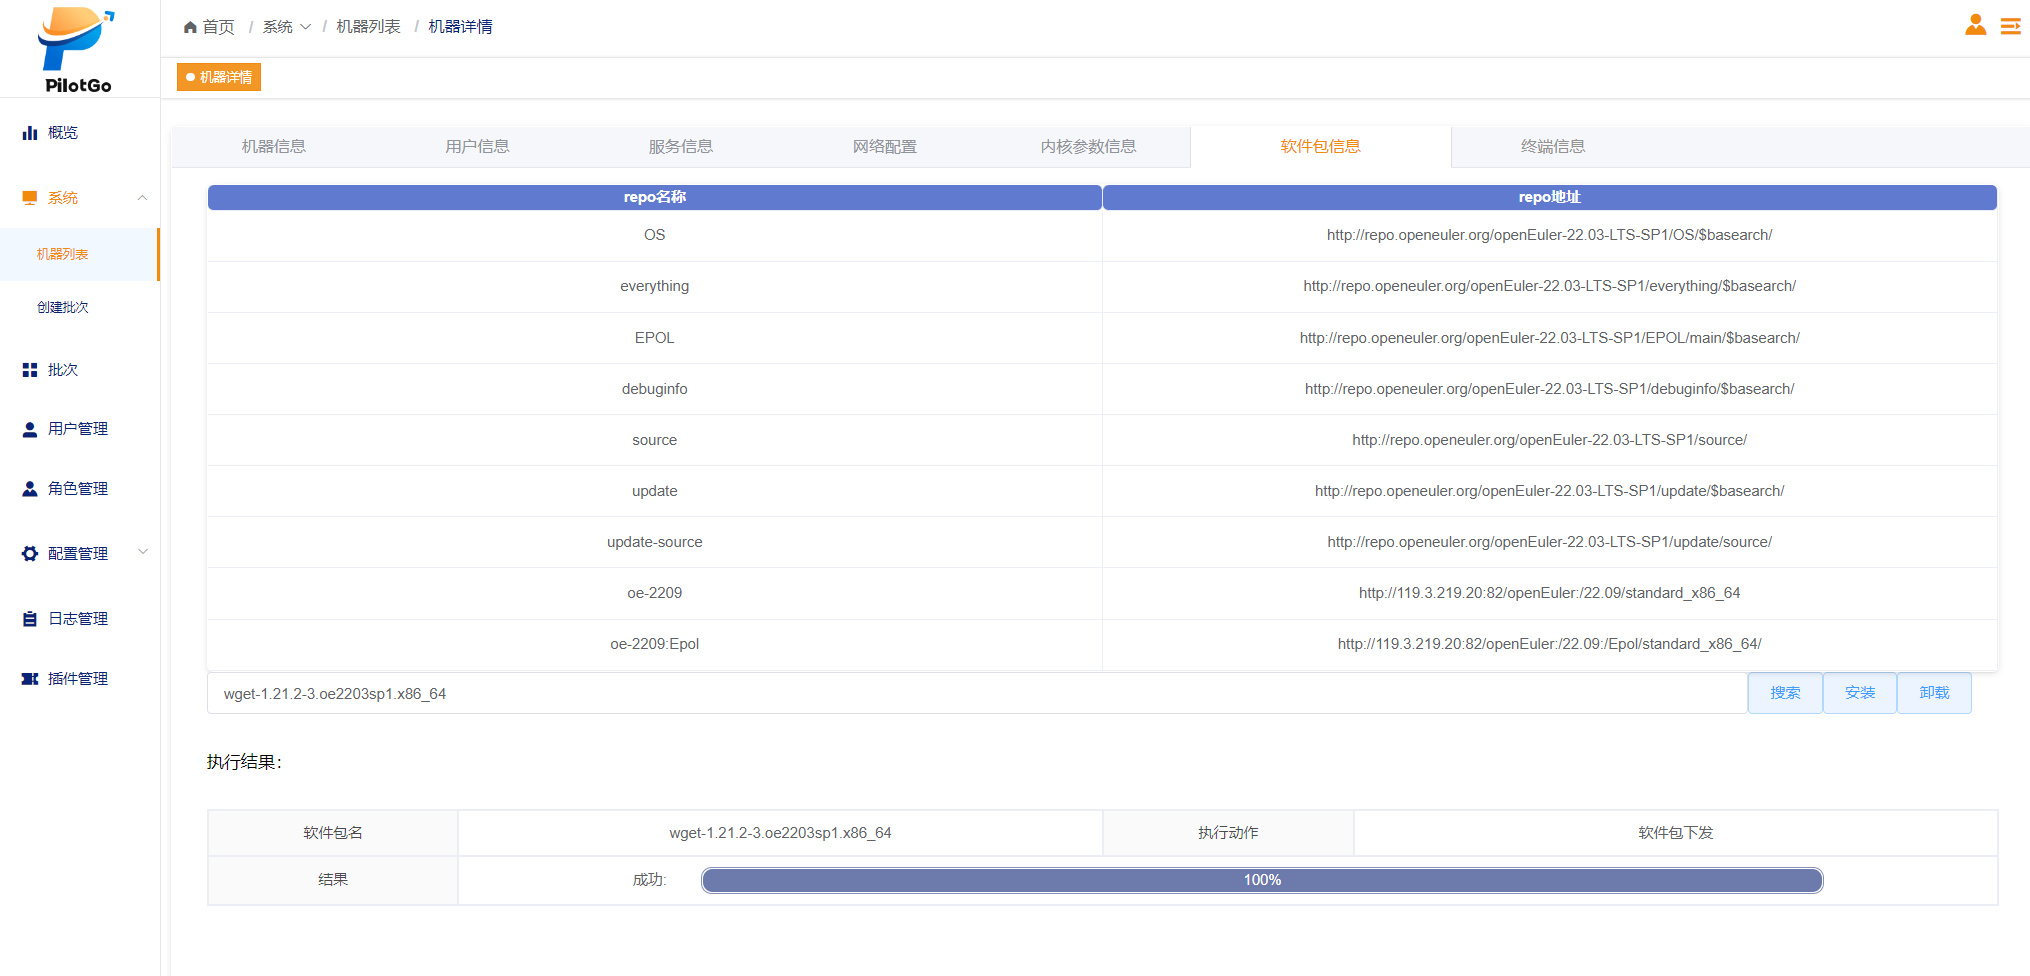 PilotGo
首页 / 系统 / 机器列表 / 机器详情
机器详情
概览
系统
机器列表
创建批次
批次
用户管理
角色管理
配置管理
日志管理
插件管理
机器信息 用户信息 服务信息 网络配置 内核参数信息 软件包信息 终端信息
repo名称 repo地址
OS http://repo.openeuler.org/openEuler-22.03-LTS-SP1/OS/$basearch/
everything http://repo.openeuler.org/openEuler-22.03-LTS-SP1/everything/$basearch/
EPOL http://repo.openeuler.org/openEuler-22.03-LTS-SP1/EPOL/main/$basearch/
debuginfo http://repo.openeuler.org/openEuler-22.03-LTS-SP1/debuginfo/$basearch/
source http://repo.openeuler.org/openEuler-22.03-LTS-SP1/source/
update http://repo.openeuler.org/openEuler-22.03-LTS-SP1/update/$basearch/
update-source http://repo.openeuler.org/openEuler-22.03-LTS-SP1/update/source/
oe-2209 http://119.3.219.20:82/openEuler:/22.09/standard_x86_64
oe-2209:Epol http://119.3.219.20:82/openEuler:/22.09:/Epol/standard_x86_64/
wget-1.21.2-3.oe2203sp1.x86_64 搜索 安装 卸载
执行结果：
软件包名 wget-1.21.2-3.oe2203sp1.x86_64 执行动作 软件包下发
结果 成功: 100%